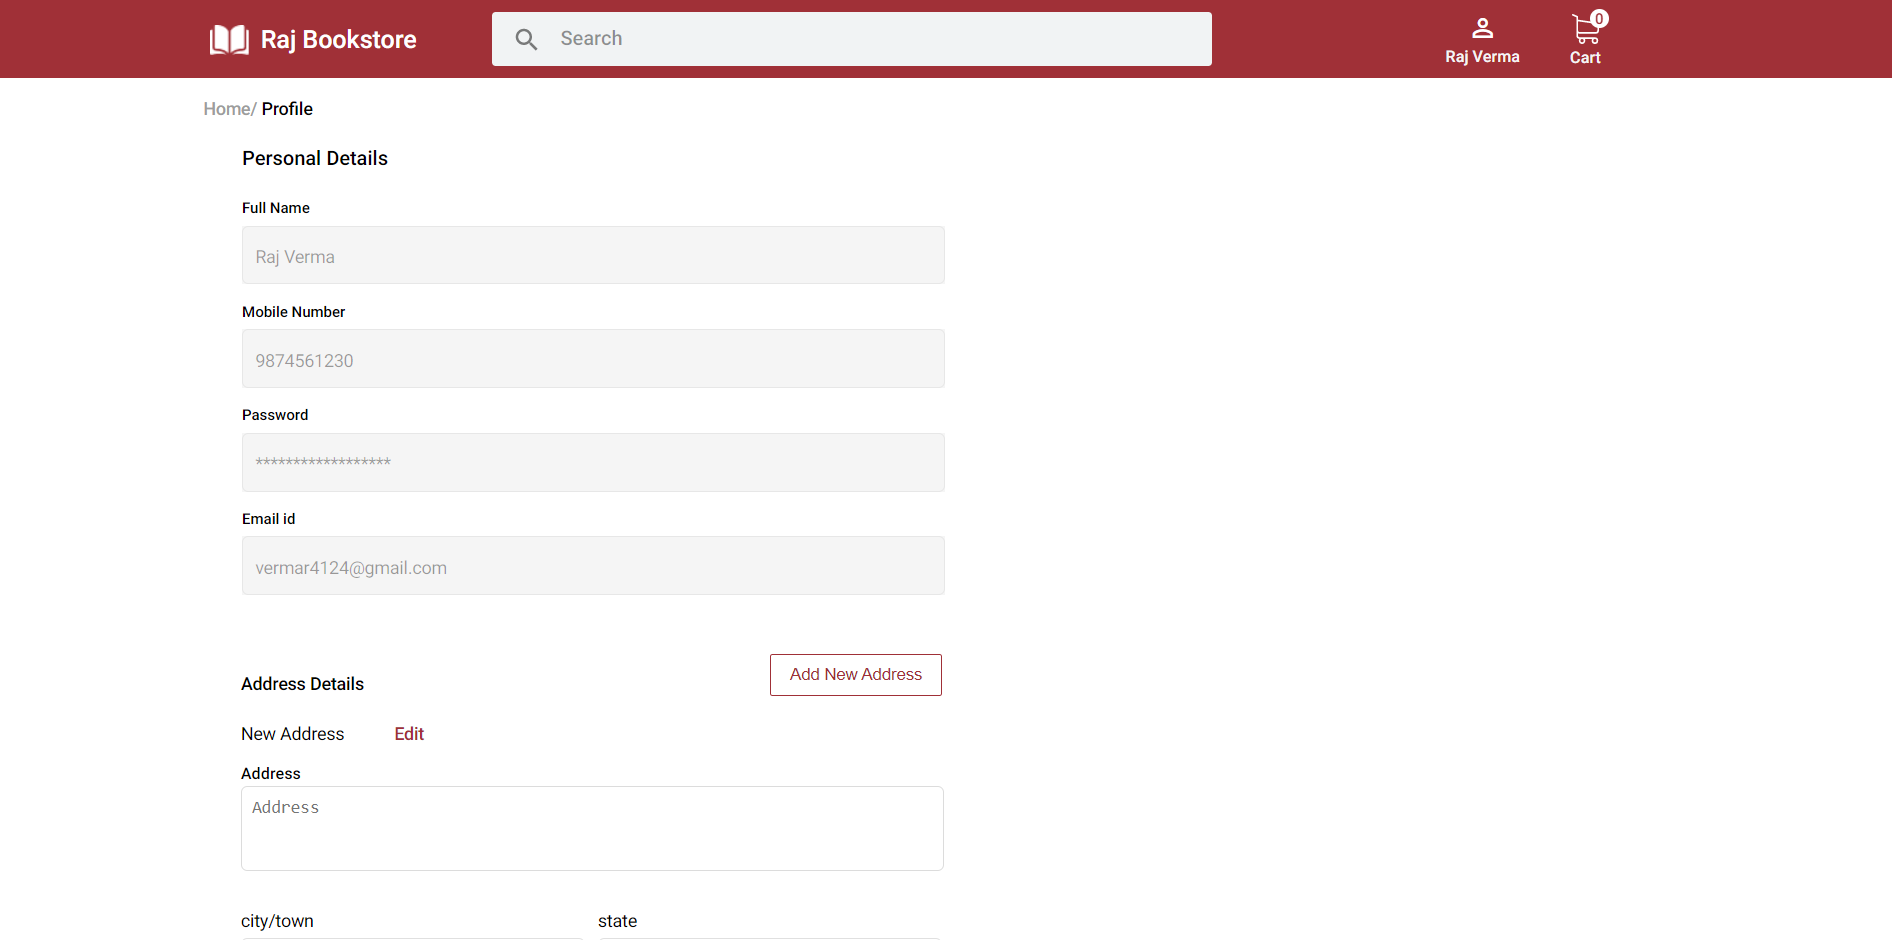 Raj Bookstore
Search
Raj Verma
0
Cart
Home/ Profile
Personal Details
Full Name
Raj Verma
Mobile Number
9874561230
Password
******************
Email id
vermar4124@gmail.com
Address Details
Add New Address
New Address Edit
Address
Address
city/town state